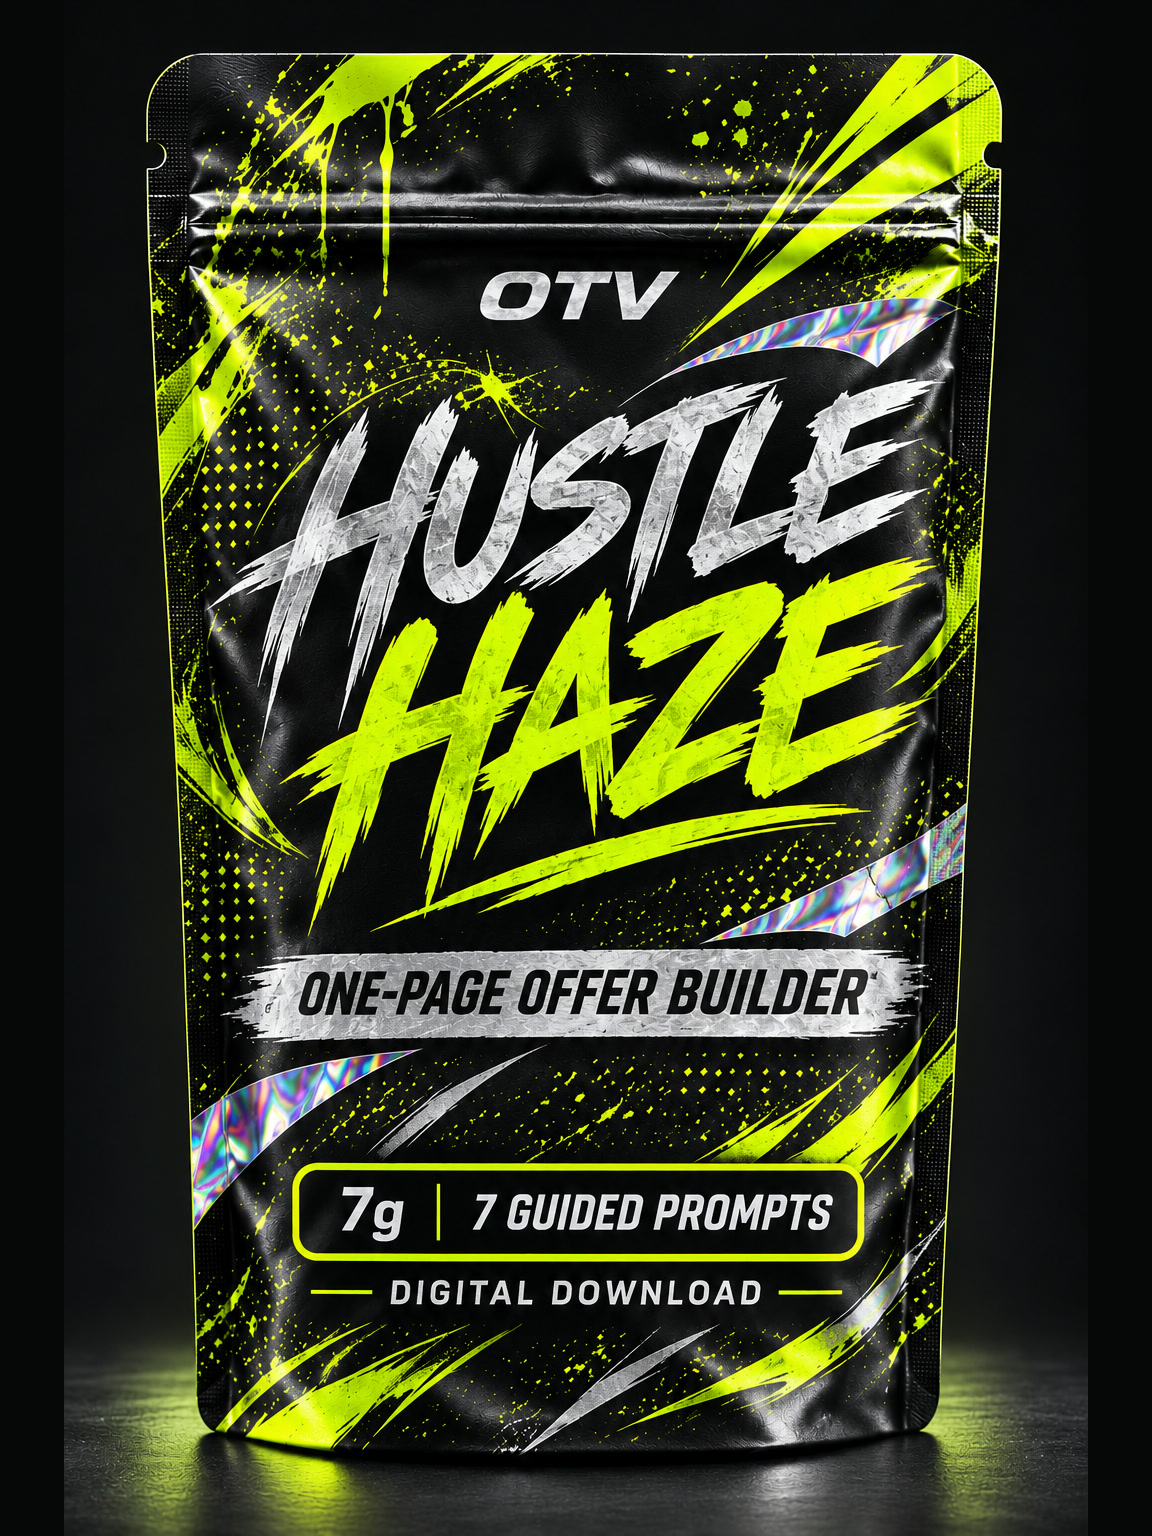 OTV
HUSTLE
HAZE
ONE-PAGE OFFER BUILDER
7g | 7 GUIDED PROMPTS
DIGITAL DOWNLOAD